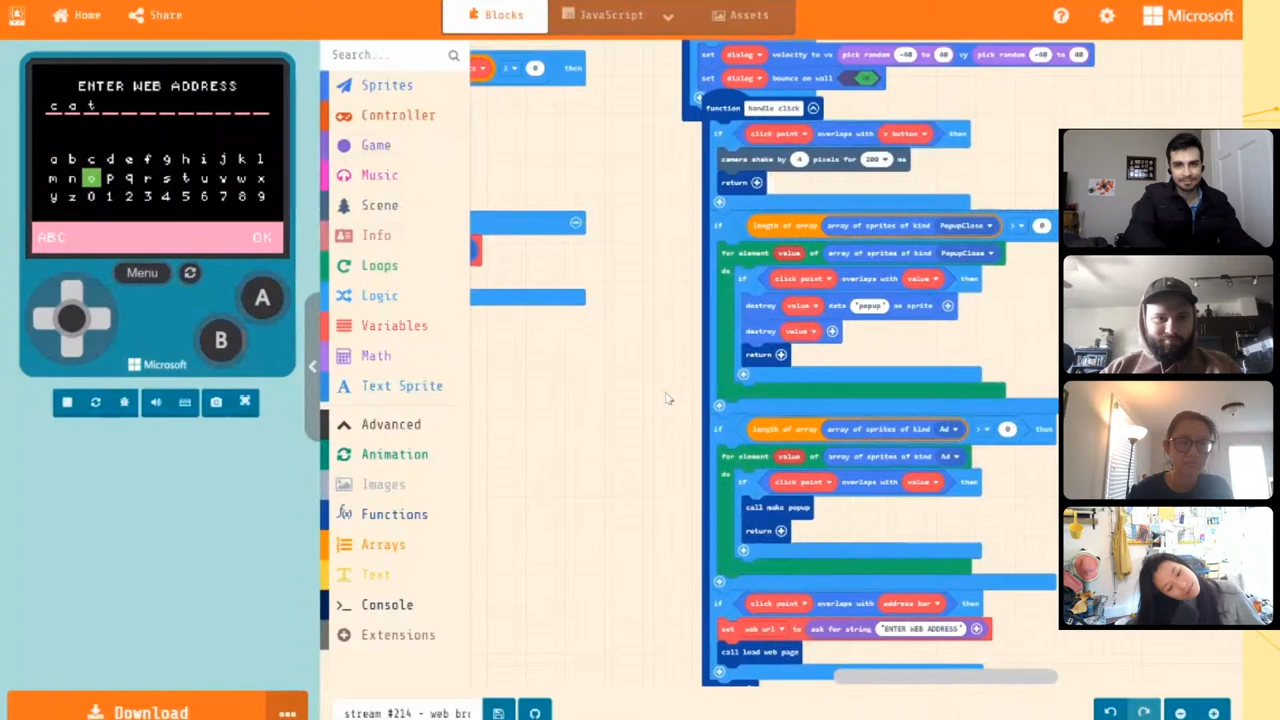 Home
Share
Blocks
JavaScript
Assets
Microsoft
ENTER WEB ADDRESS
c a t
a b c d e f g h i j k l
m n o p q r s t u v w x
y z 0 1 2 3 4 5 6 7 8 9
ABC OK
Menu
A
B
Microsoft
Download
Search...
Sprites
Controller
Game
Music
Scene
Info
Loops
Logic
Variables
Math
Text Sprite
Advanced
Animation
Images
Functions
Arrays
Text
Console
Extensions
0 then
set dialog velocity to vx pick random -40 to 40 vy pick random -40 to 40
set dialog bounce on wall
function handle click
if click point overlaps with x button then
camera shake by 4 pixels for 200 ms
return
if length of array array of sprites of kind PopupClose > 0
for element value of array of sprites of kind PopupClose
do
if click point overlaps with value then
destroy value data "popup" as sprite
destroy value
return
if length of array array of sprites of kind Ad > 0 then
for element value of array of sprites of kind Ad
do
if click point overlaps with value then
call make popup
return
if click point overlaps with address bar then
set web url to ask for string "ENTER WEB ADDRESS"
call load web page
stream #214 - web br